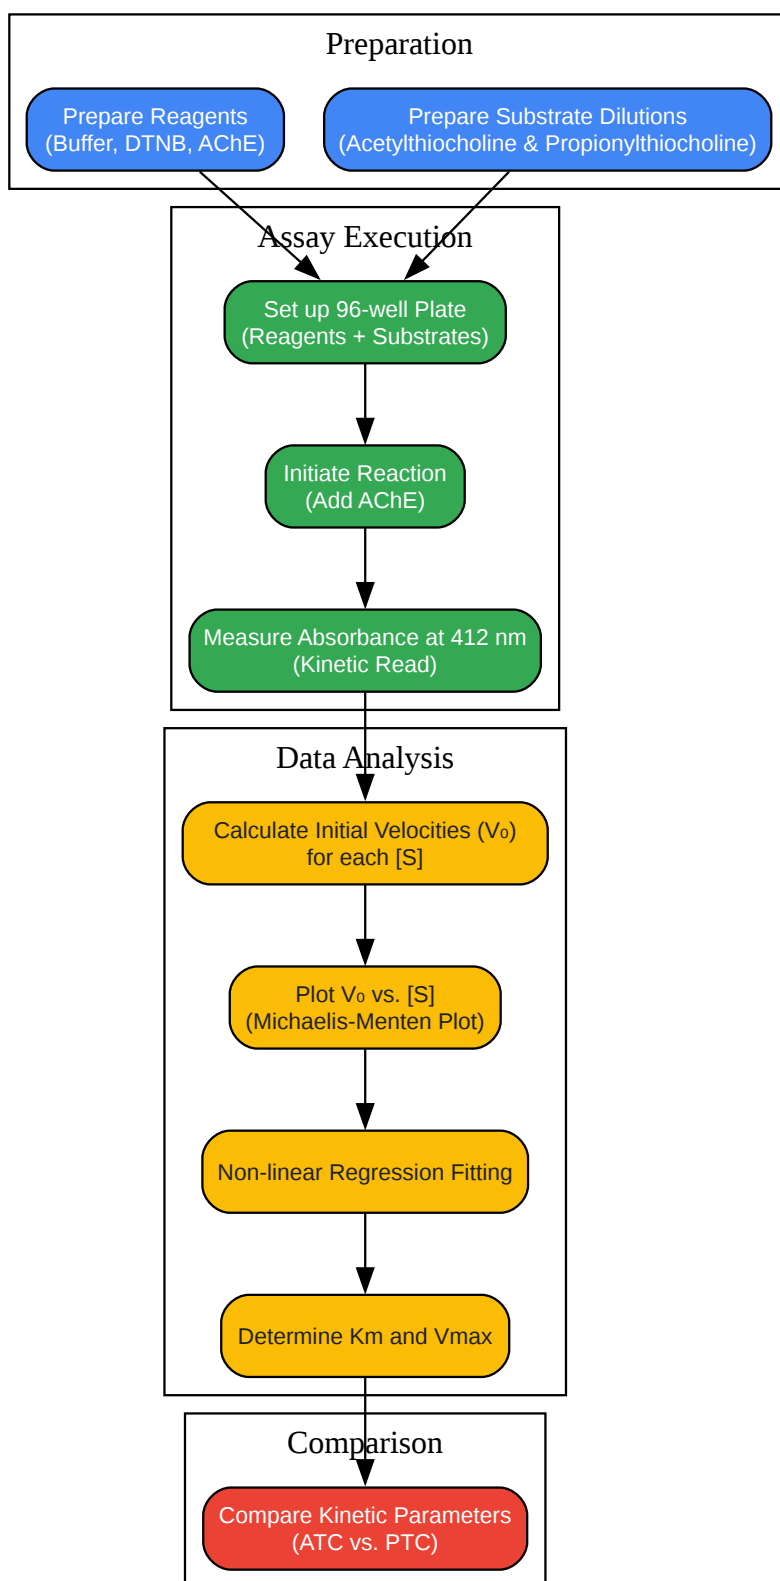 Preparation
Prepare Reagents
(Buffer, DTNB, AChE)
Prepare Substrate Dilutions
(Acetylthiocholine & Propionylthiocholine)
Assay Execution
Set up 96-well Plate
(Reagents + Substrates)
Initiate Reaction
(Add AChE)
Measure Absorbance at 412 nm
(Kinetic Read)
Data Analysis
Calculate Initial Velocities (V₀)
for each [S]
Plot V₀ vs. [S]
(Michaelis-Menten Plot)
Non-linear Regression Fitting
Determine Km and Vmax
Comparison
Compare Kinetic Parameters
(ATC vs. PTC)